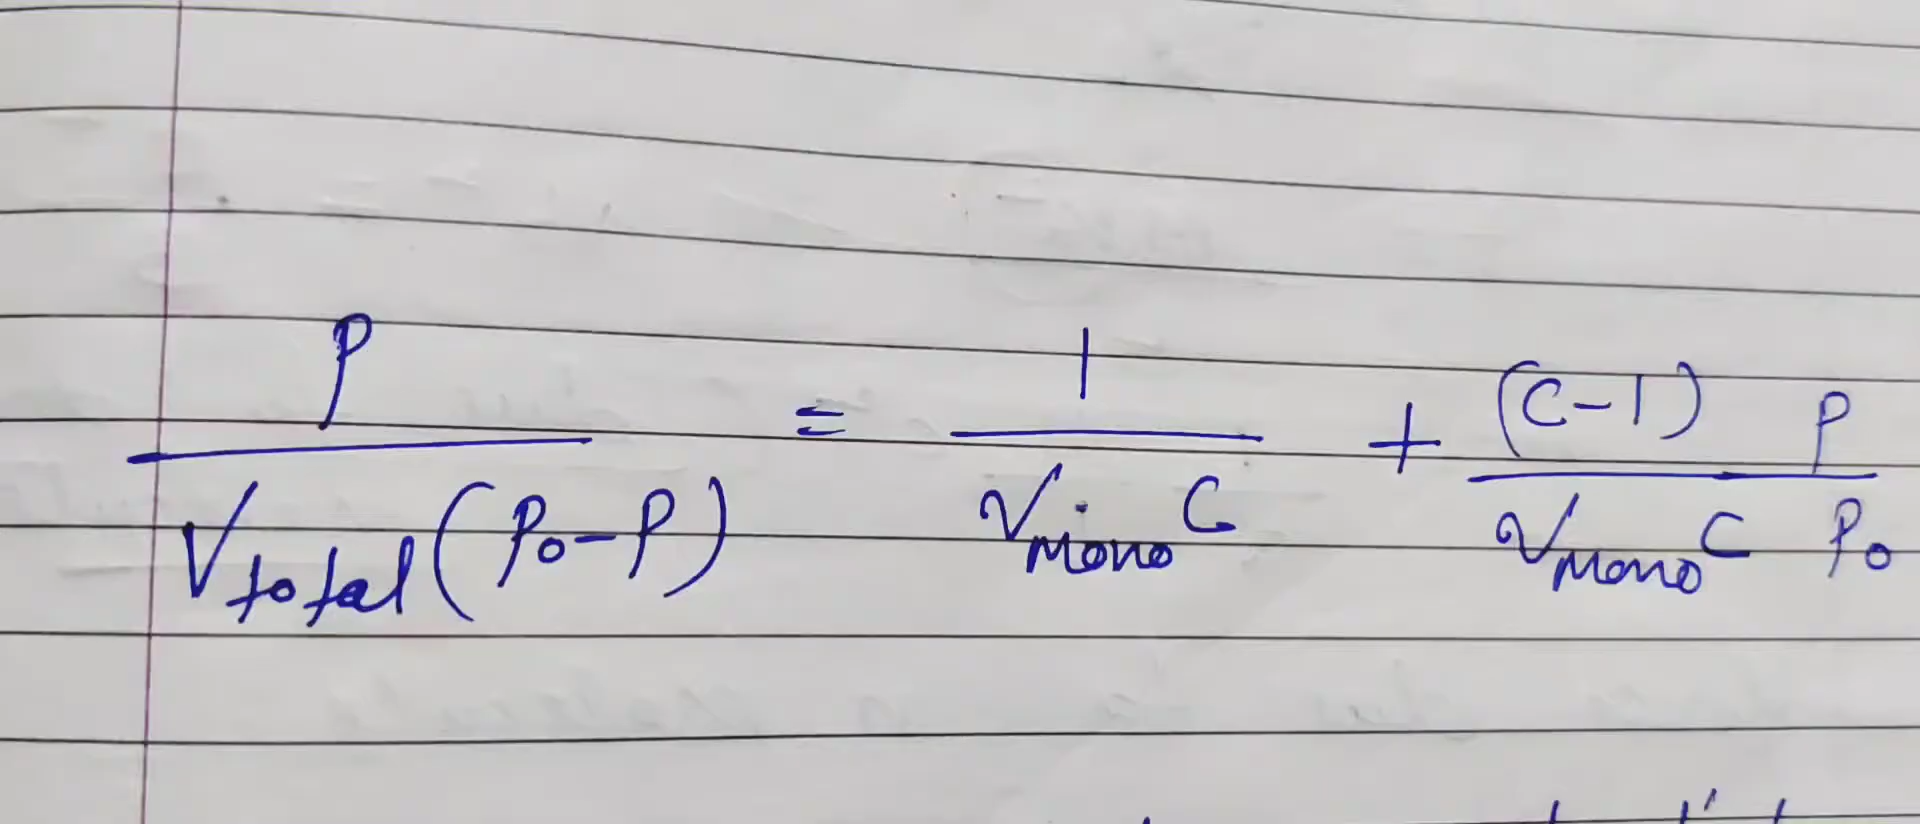 P / V_total (P₀ - P) = 1 / V_mono C + (C-1) P / V_mono C P₀